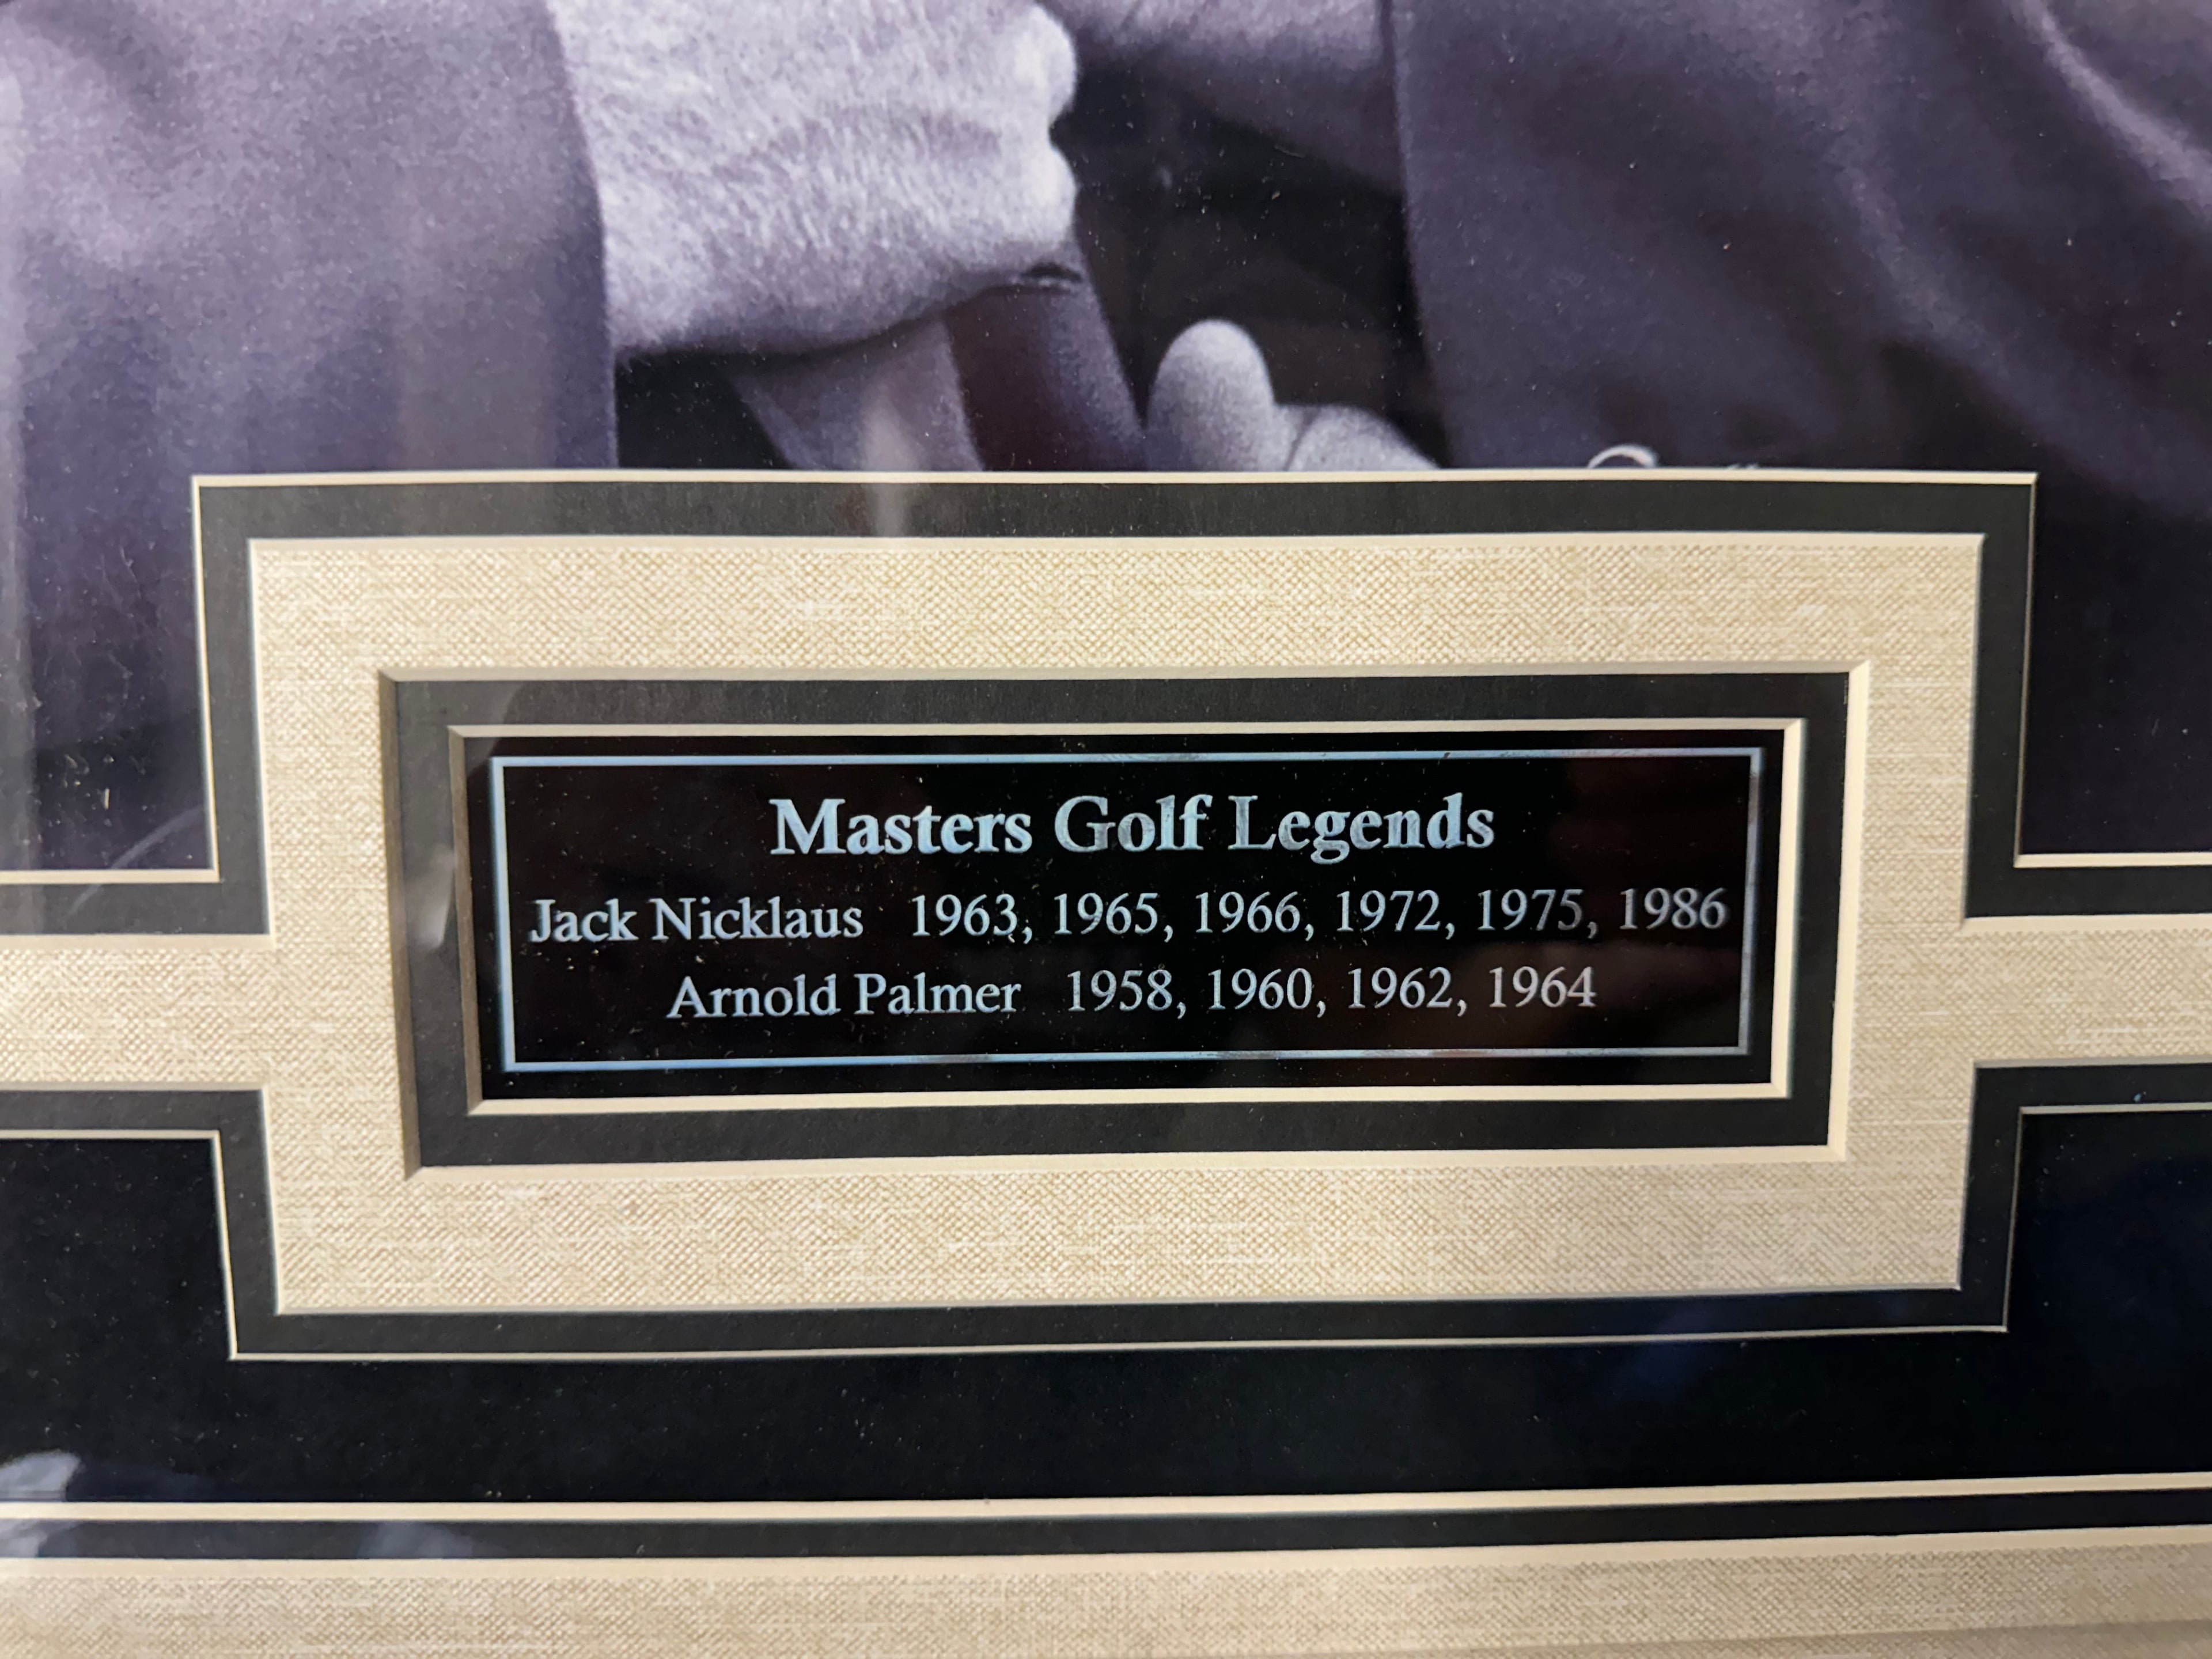 Masters Golf Legends
Jack Nicklaus 1963, 1965, 1966, 1972, 1975, 1986
Arnold Palmer 1958, 1960, 1962, 1964